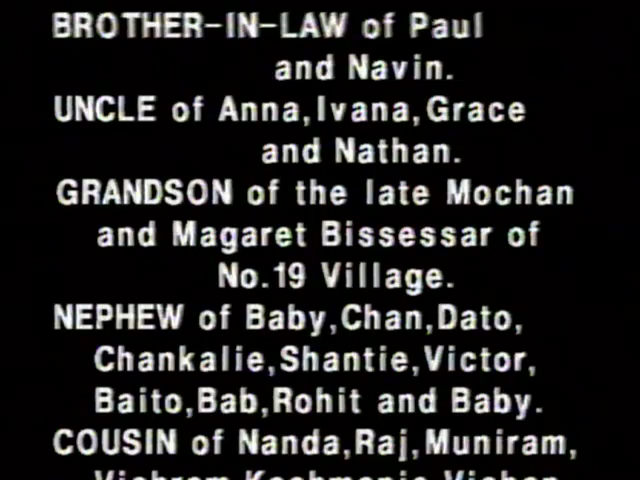 BROTHER-IN-LAW of Paul
and Navin.
UNCLE of Anna,Ivana,Grace
and Nathan.
GRANDSON of the late Mochan
and Magaret Bissessar of
No.19 Village.
NEPHEW of Baby,Chan,Dato,
Chankalie,Shantie,Victor,
Baito,Bab,Rohit and Baby.
COUSIN of Nanda,Raj,Muniram,